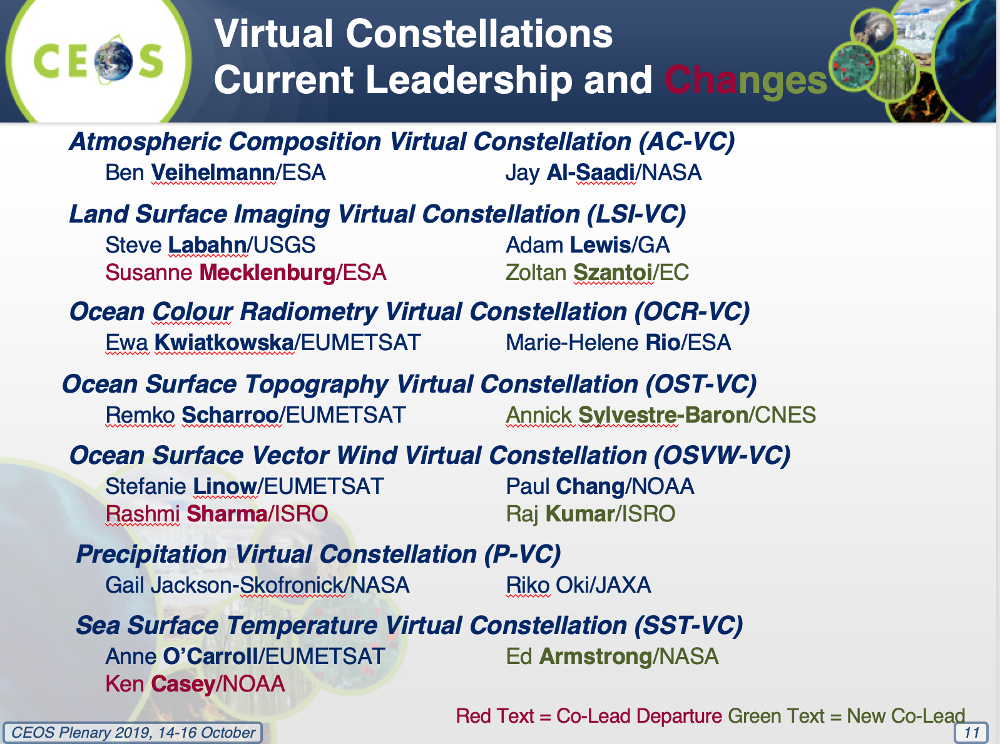 CEOS
Virtual Constellations
Current Leadership and Changes
Atmospheric Composition Virtual Constellation (AC-VC)
Ben Veihelmann/ESA Jay Al-Saadi/NASA
Land Surface Imaging Virtual Constellation (LSI-VC)
Steve Labahn/USGS Adam Lewis/GA
Susanne Mecklenburg/ESA Zoltan Szantoi/EC
Ocean Colour Radiometry Virtual Constellation (OCR-VC)
Ewa Kwiatkowska/EUMETSAT Marie-Helene Rio/ESA
Ocean Surface Topography Virtual Constellation (OST-VC)
Remko Scharroo/EUMETSAT Annick Sylvestre-Baron/CNES
Ocean Surface Vector Wind Virtual Constellation (OSVW-VC)
Stefanie Linow/EUMETSAT Paul Chang/NOAA
Rashmi Sharma/ISRO Raj Kumar/ISRO
Precipitation Virtual Constellation (P-VC)
Gail Jackson-Skofronick/NASA Riko Oki/JAXA
Sea Surface Temperature Virtual Constellation (SST-VC)
Anne O’Carroll/EUMETSAT Ed Armstrong/NASA
Ken Casey/NOAA
Red Text = Co-Lead Departure Green Text = New Co-Lead
CEOS Plenary 2019, 14-16 October 11